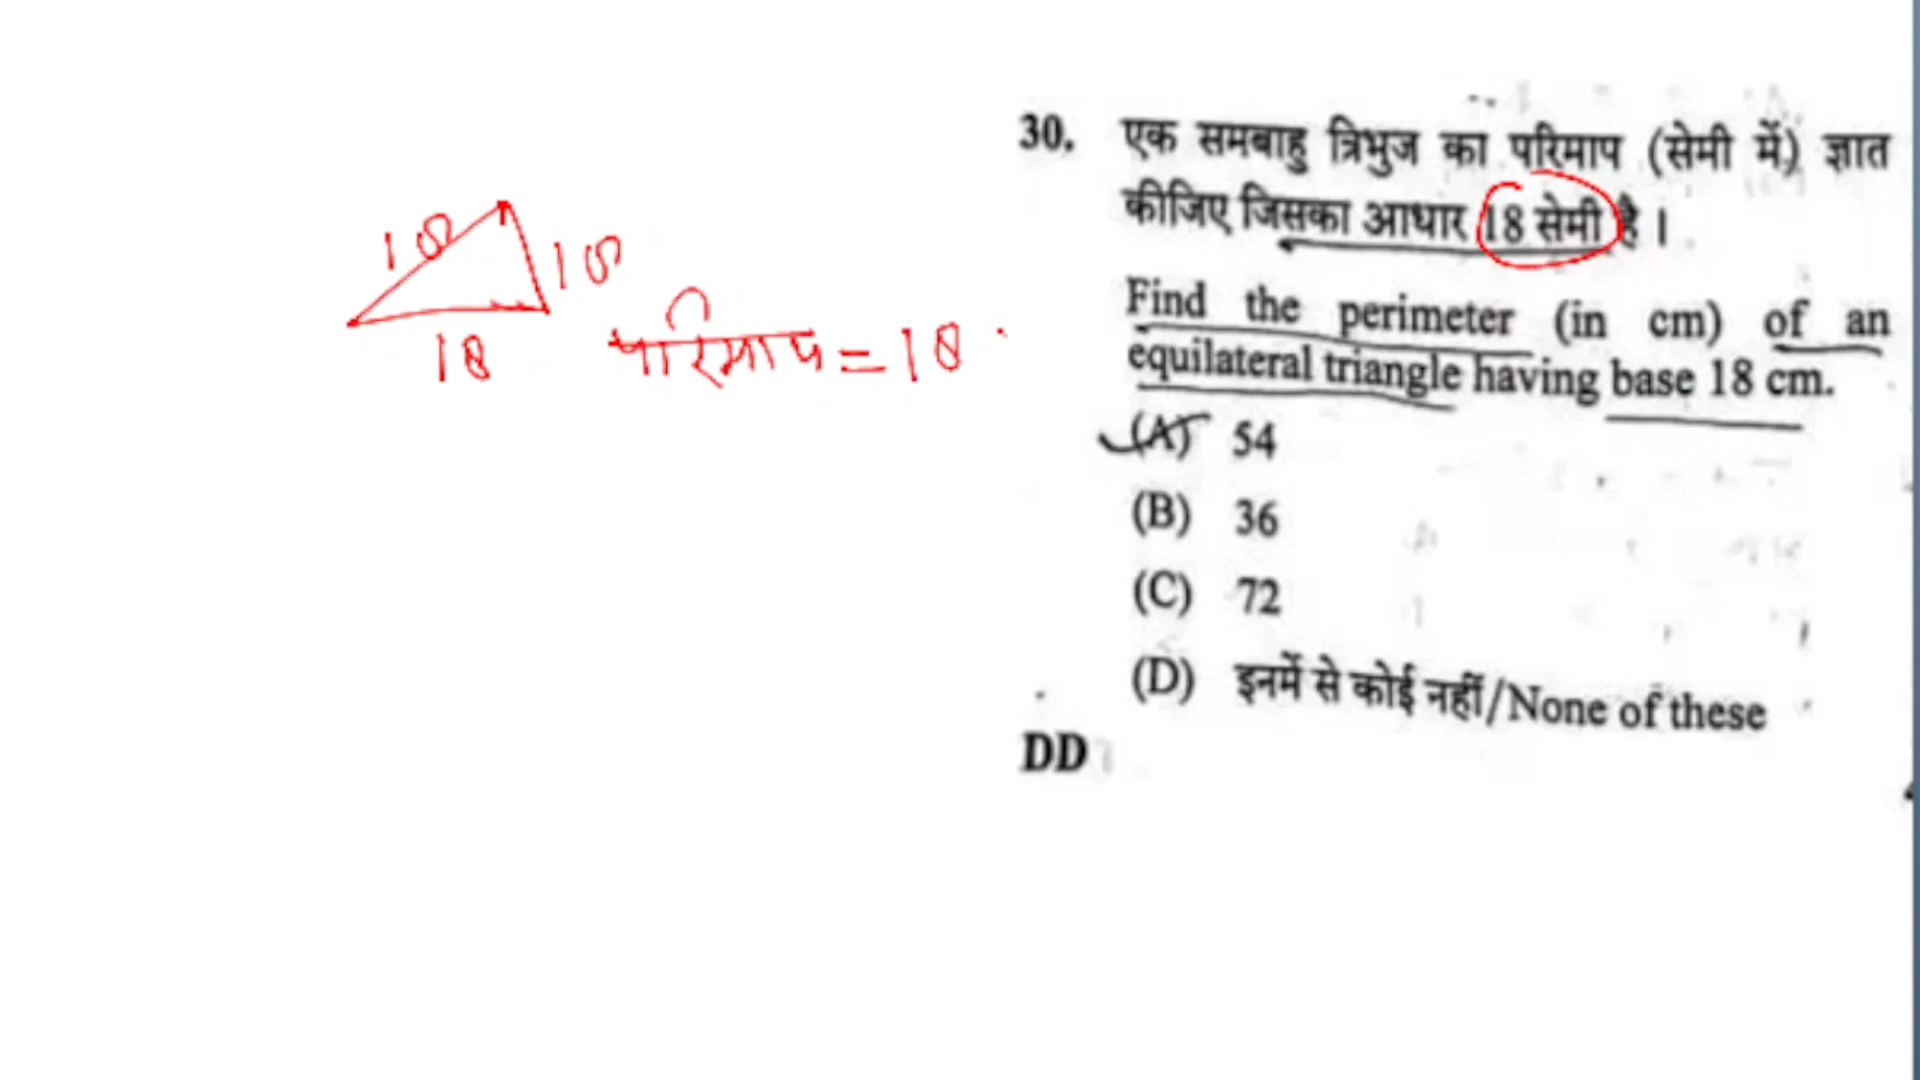 18
18
18
परिमाप = 18
30. एक समबाहु त्रिभुज का परिमाप (सेमी में) ज्ञात
कीजिए जिसका आधार 18 सेमी है ।
Find the perimeter (in cm) of an
equilateral triangle having base 18 cm.
(A) 54
(B) 36
(C) 72
(D) इनमें से कोई नहीं/None of these
DD